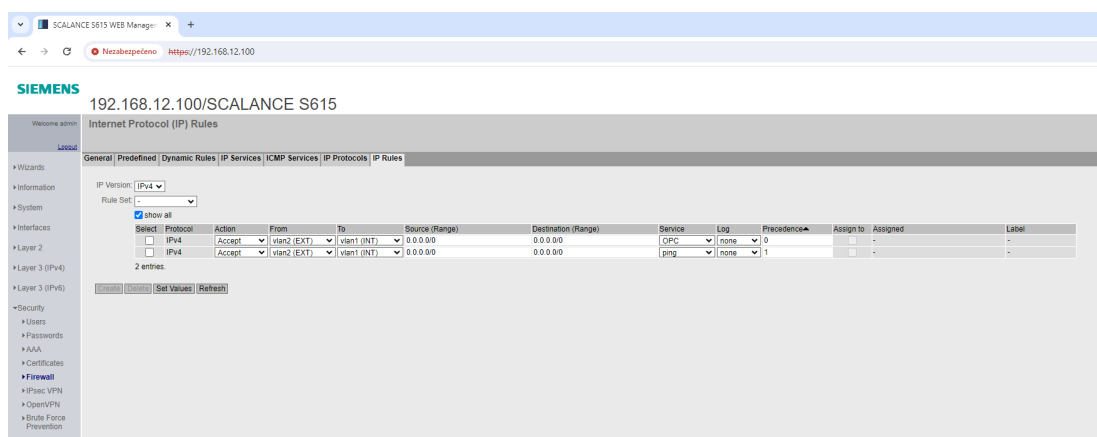 SCALANCE S615 WEB Manager
Nezabezpečeno https://192.168.12.100
SIEMENS
192.168.12.100/SCALANCE S615
Welcome admin
Internet Protocol (IP) Rules
Logout
General Predefined Dynamic Rules IP Services ICMP Services IP Protocols IP Rules
Wizards
Information
System
Interfaces
Layer 2
Layer 3 (IPv4)
Layer 3 (IPv6)
Security
Users
Passwords
AAA
Certificates
Firewall
IPsec VPN
OpenVPN
Brute Force
Prevention
IP Version: IPv4
Rule Set: -
show all
Select Protocol Action From To Source (Range) Destination (Range) Service Log Precedence Assign to Assigned Label
IPv4 Accept vlan2 (EXT) vlan1 (INT) 0.0.0.0/0 0.0.0.0/0 OPC none 0 - -
IPv4 Accept vlan2 (EXT) vlan1 (INT) 0.0.0.0/0 0.0.0.0/0 ping none 1 - -
2 entries.
Create Delete Set Values Refresh